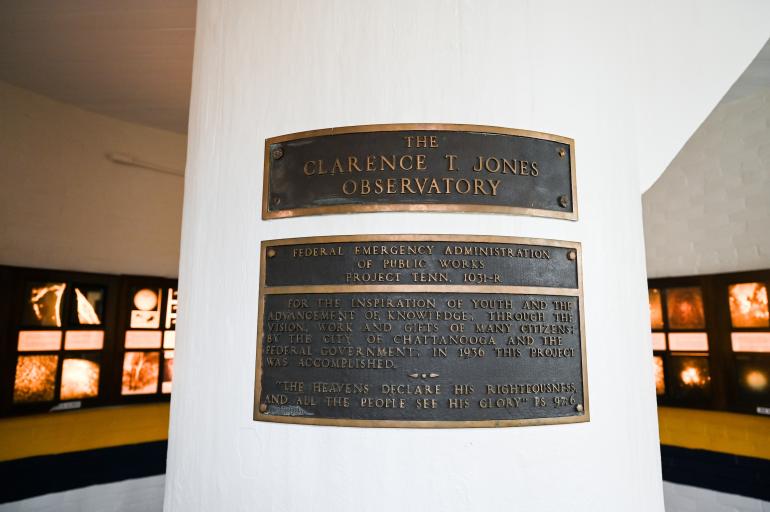 THE
CLARENCE T. JONES
OBSERVATORY
FEDERAL EMERGENCY ADMINISTRATION
OF PUBLIC WORKS
PROJECT TENN. 1031-R
FOR THE INSPIRATION OF YOUTH AND THE
ADVANCEMENT OF KNOWLEDGE; THROUGH THE
VISION, WORK AND GIFTS OF MANY CITIZENS;
BY THE CITY OF CHATTANOOGA AND THE
FEDERAL GOVERNMENT; IN 1936 THIS PROJECT
WAS ACCOMPLISHED.
"THE HEAVENS DECLARE HIS RIGHTEOUSNESS,
AND ALL THE PEOPLE SEE HIS GLORY" PS. 97:6